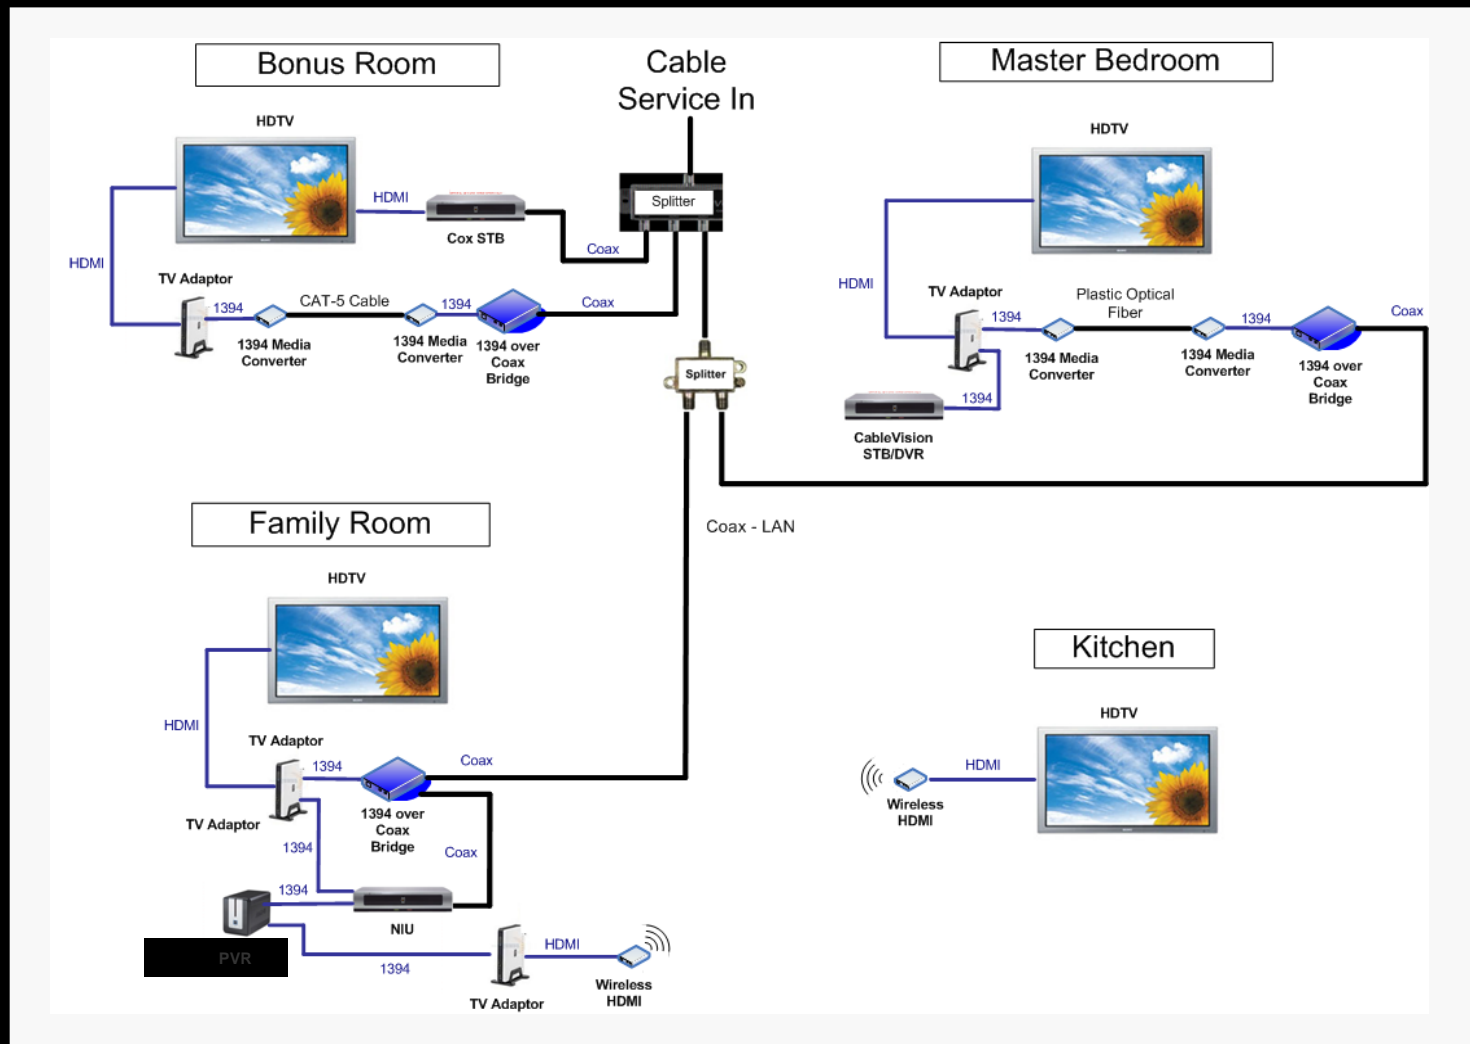 Bonus Room
HDTV
HDMI
Cox STB
Coax
HDMI
TV Adaptor
1394
CAT-5 Cable
1394
Coax
1394 Media
Converter
1394 Media
Converter
1394 over
Coax
Bridge
Cable
Service In
Splitter
Splitter
Coax - LAN
Master Bedroom
HDTV
HDMI
TV Adaptor
1394
Plastic Optical
Fiber
1394
Coax
1394 Media
Converter
1394 Media
Converter
1394 over
Coax
Bridge
1394
CableVision
STB/DVR
Family Room
HDTV
HDMI
TV Adaptor
1394
Coax
TV Adaptor
1394 over
Coax
Bridge
1394
Coax
1394
NIU
PVR
1394
HDMI
TV Adaptor
Wireless
HDMI
Kitchen
HDTV
HDMI
Wireless
HDMI